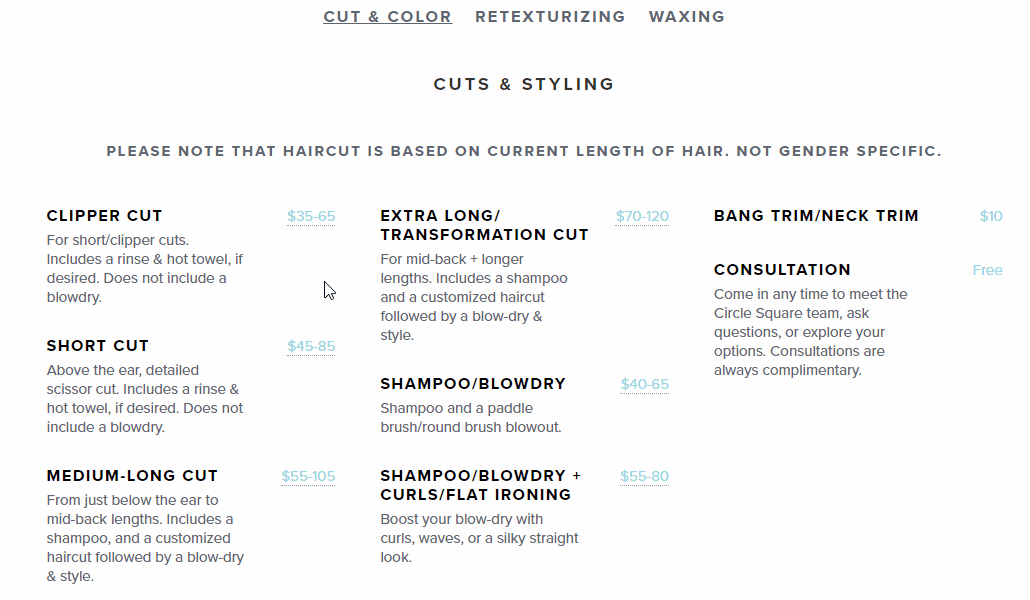 CUT & COLOR RETEXTURIZING WAXING
CUTS & STYLING
PLEASE NOTE THAT HAIRCUT IS BASED ON CURRENT LENGTH OF HAIR. NOT GENDER SPECIFIC.
CLIPPER CUT $35-65
For short/clipper cuts.
Includes a rinse & hot towel, if
desired. Does not include a
blowdry.
SHORT CUT $45-85
Above the ear, detailed
scissor cut. Includes a rinse &
hot towel, if desired. Does not
include a blowdry.
MEDIUM-LONG CUT $55-105
From just below the ear to
mid-back lengths. Includes a
shampoo, and a customized
haircut followed by a blow-dry
& style.
EXTRA LONG/ $70-120
TRANSFORMATION CUT
For mid-back + longer
lengths. Includes a shampoo
and a customized haircut
followed by a blow-dry &
style.
SHAMPOO/BLOWDRY $40-65
Shampoo and a paddle
brush/round brush blowout.
SHAMPOO/BLOWDRY + $55-80
CURLS/FLAT IRONING
Boost your blow-dry with
curls, waves, or a silky straight
look.
BANG TRIM/NECK TRIM $10
CONSULTATION Free
Come in any time to meet the
Circle Square team, ask
questions, or explore your
options. Consultations are
always complimentary.